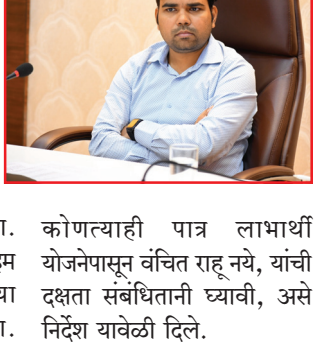 ा.
म
या
ा.
कोणत्याही पात्र लाभार्थी
योजनेपासून वंचित राहू नये, यांची
दक्षता संबंधितानी घ्यावी, असे
निर्देश यावेळी दिले.